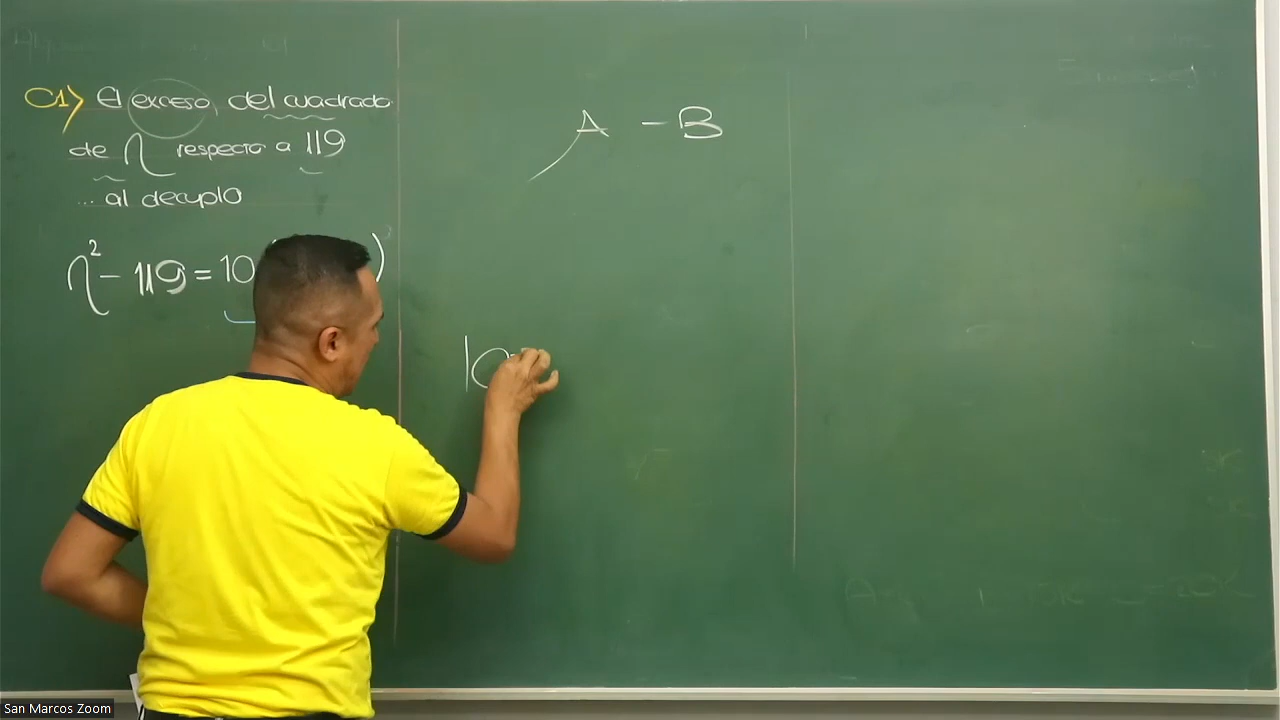 01> El exceso del cuadrado
de n respecto a 119
... al decuplo
n² - 119 = 10( )
A - B
10
San Marcos Zoom